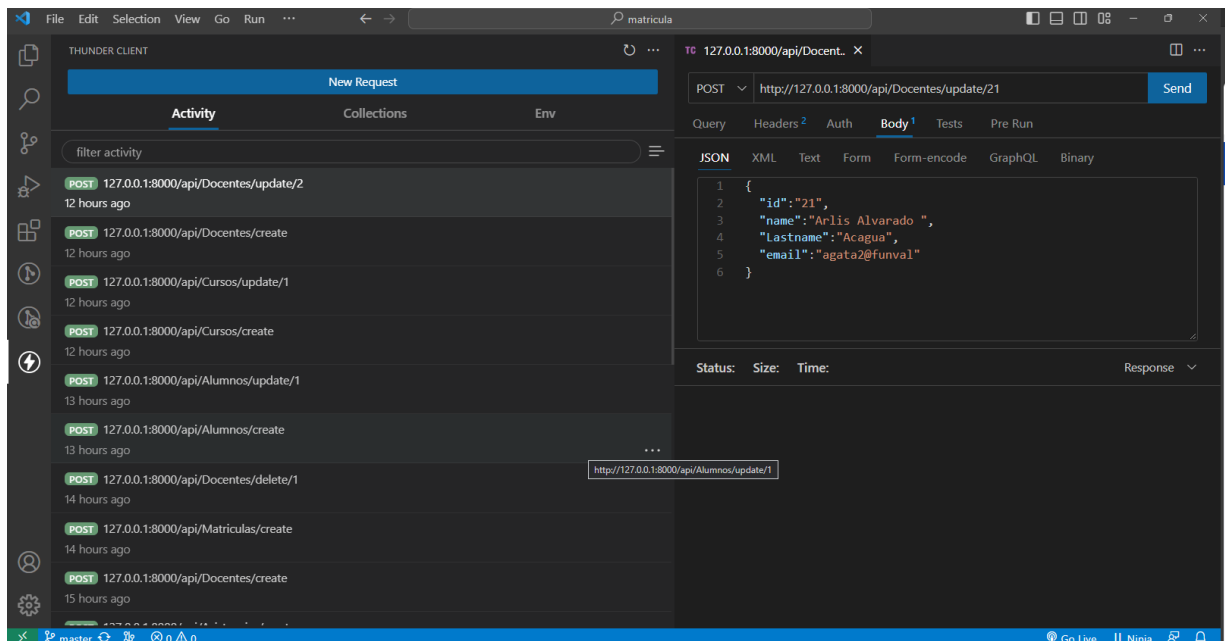 File Edit Selection View Go Run ··· ← → matricula
THUNDER CLIENT
New Request
Activity Collections Env
filter activity
POST 127.0.0.1:8000/api/Docentes/update/2
12 hours ago
POST 127.0.0.1:8000/api/Docentes/create
12 hours ago
POST 127.0.0.1:8000/api/Cursos/update/1
12 hours ago
POST 127.0.0.1:8000/api/Cursos/create
12 hours ago
POST 127.0.0.1:8000/api/Alumnos/update/1
13 hours ago
POST 127.0.0.1:8000/api/Alumnos/create
13 hours ago
http://127.0.0.1:8000/api/Alumnos/update/1
POST 127.0.0.1:8000/api/Docentes/delete/1
14 hours ago
POST 127.0.0.1:8000/api/Matriculas/create
14 hours ago
POST 127.0.0.1:8000/api/Docentes/create
15 hours ago
TC 127.0.0.1:8000/api/Docent..
POST http://127.0.0.1:8000/api/Docentes/update/21 Send
Query Headers 2 Auth Body 1 Tests Pre Run
JSON XML Text Form Form-encode GraphQL Binary
1 {
2 "id":"21",
3 "name":"Arlis Alvarado ",
4 "Lastname":"Acagua",
5 "email":"agata2@funval"
6 }
Status: Size: Time: Response
master 0 0 Go Live Ninja